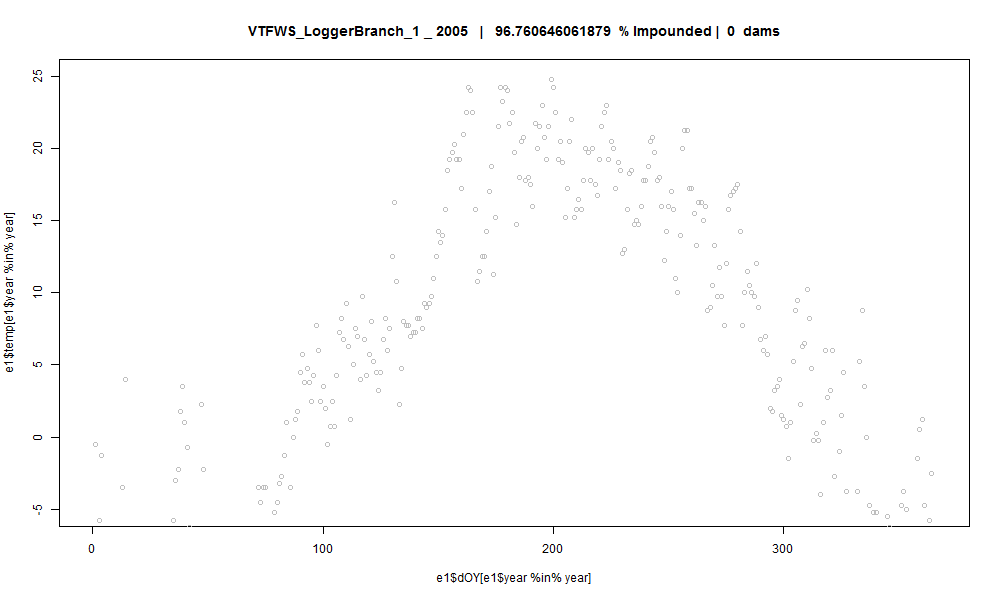 VTFWS_LoggerBranch_1 _ 2005 | 96.760646061879 % Impounded | 0 dams
25
20
15
10
5
0
-5
e1$temp[e1$year %in% year]
0 100 200 300
e1$dOY[e1$year %in% year]